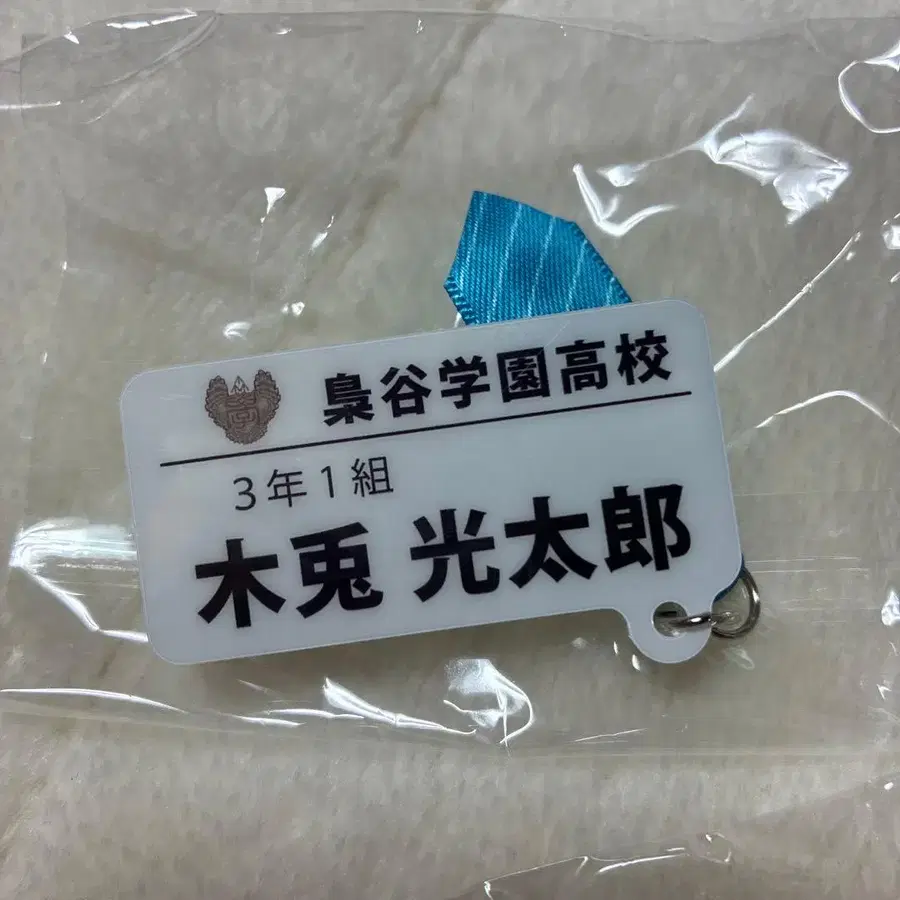 梟谷学園高校
3年1組
木兎 光太郎